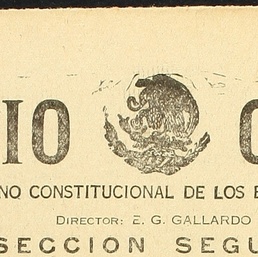 IO O
NO CONSTITUCIONAL DE LOS E
DIRECTOR: E. G. GALLARDO
SECCION SEGU